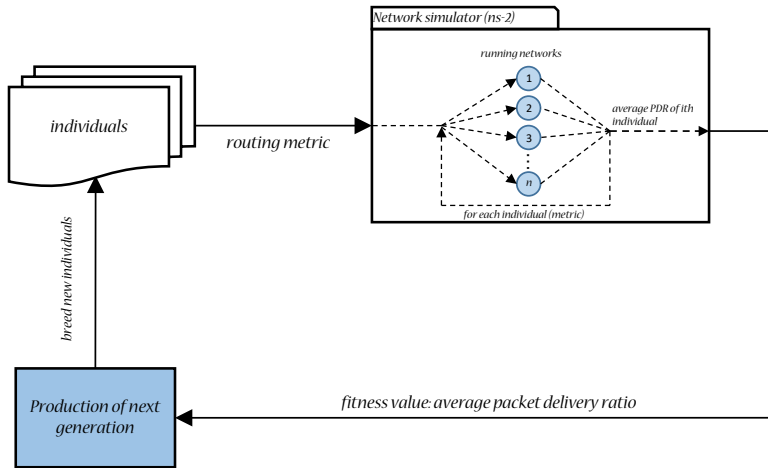 Network simulator (ns-2)
running networks
individuals
routing metric
1
2
3
n
average PDR of ith
individual
for each individual (metric)
breed new individuals
Production of next
generation
fitness value: average packet delivery ratio